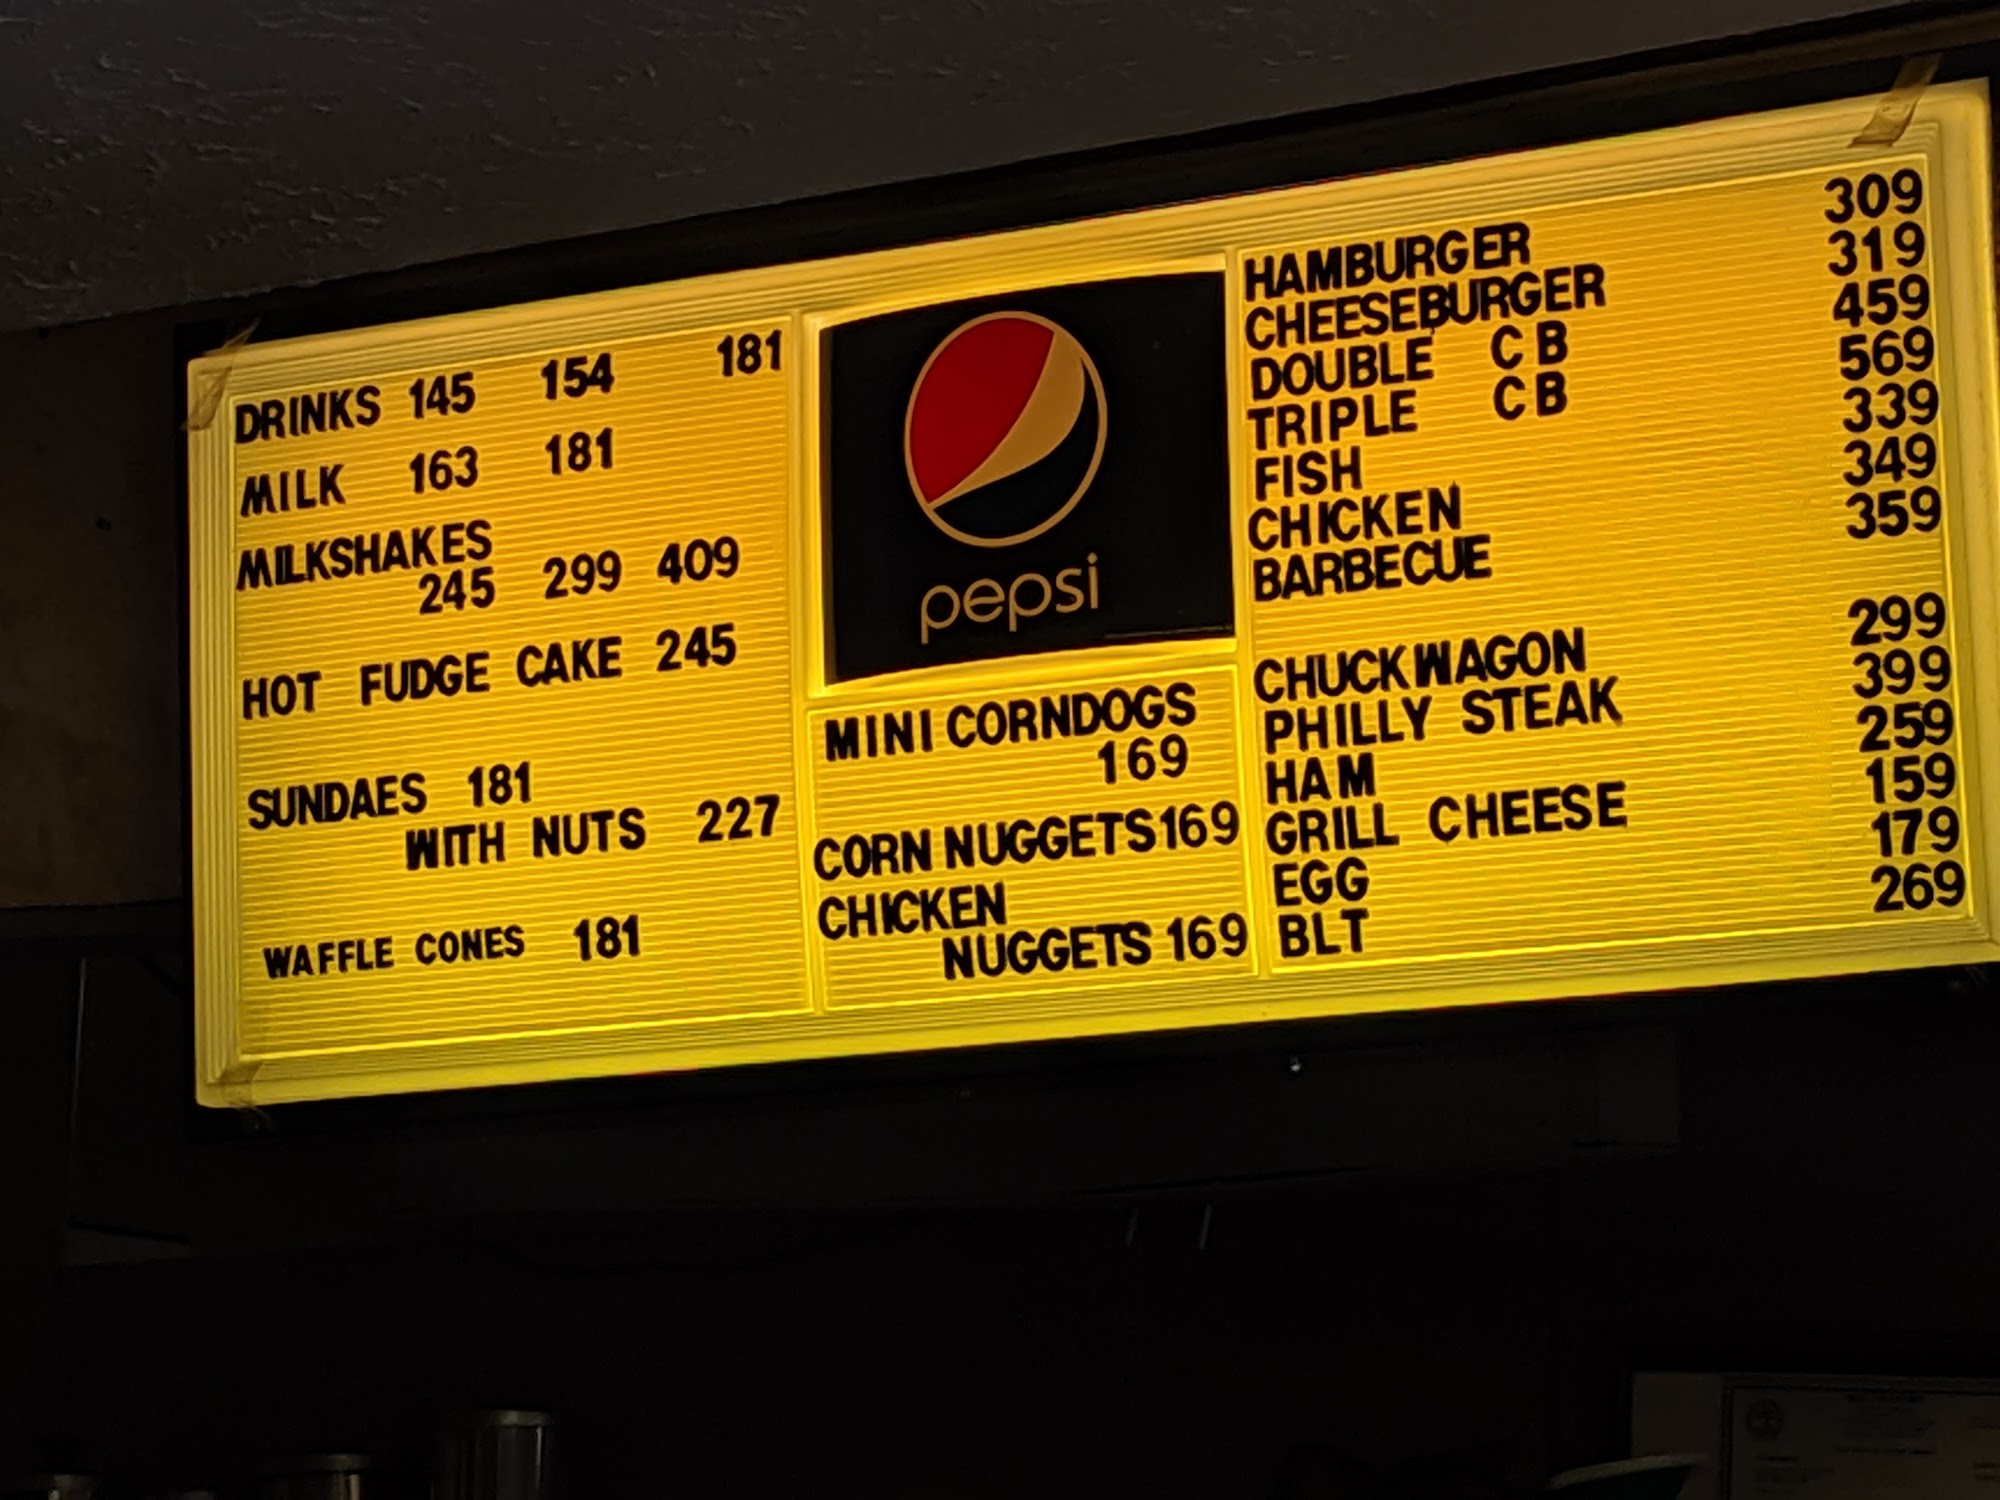 DRINKS 145 154 181
MILK 163 181
MILKSHAKES
245 299 409
HOT FUDGE CAKE 245
SUNDAES 181
WITH NUTS 227
WAFFLE CONES 181
pepsi
MINI CORNDOGS
169
CORN NUGGETS 169
CHICKEN
NUGGETS 169
HAMBURGER 309
CHEESEBURGER 319
DOUBLE CB 459
TRIPLE CB 569
FISH 339
CHICKEN 349
BARBECUE 359
CHUCKWAGON 299
PHILLY STEAK 399
HAM 259
GRILL CHEESE 159
EGG 179
BLT 269